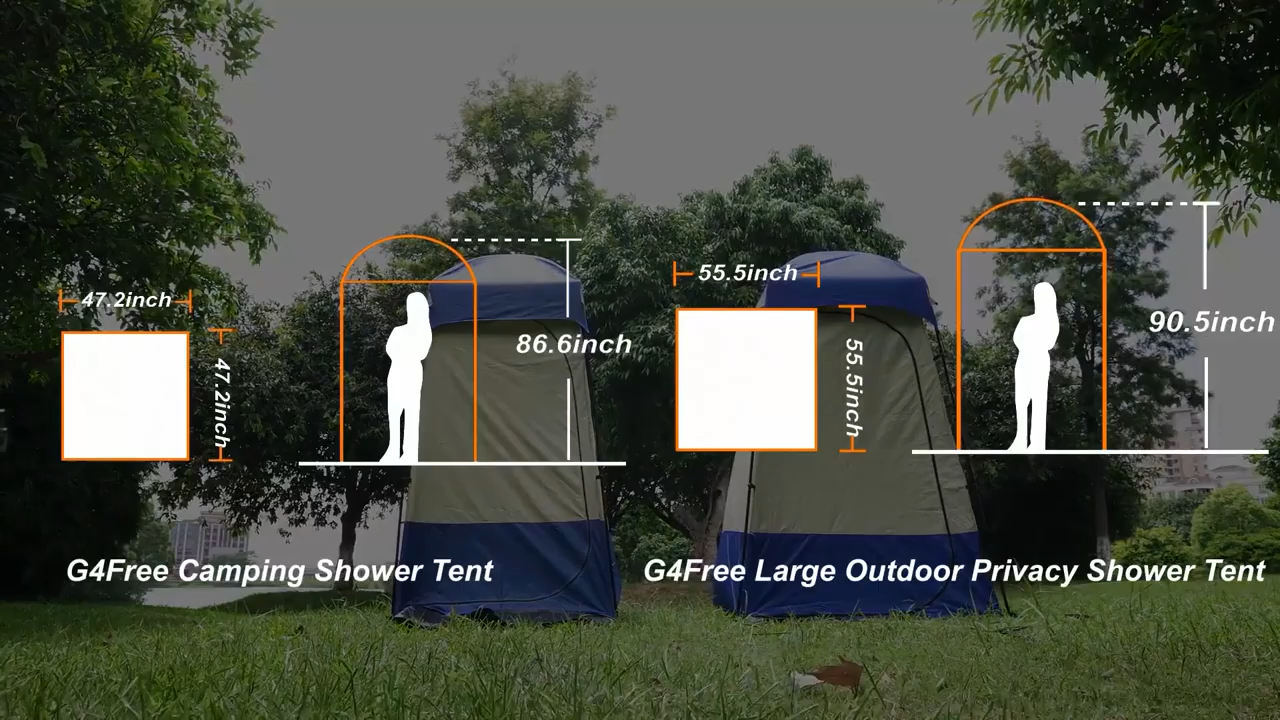 47.2inch
47.2inch
86.6inch
55.5inch
55.5inch
90.5inch
G4Free Camping Shower Tent
G4Free Large Outdoor Privacy Shower Tent